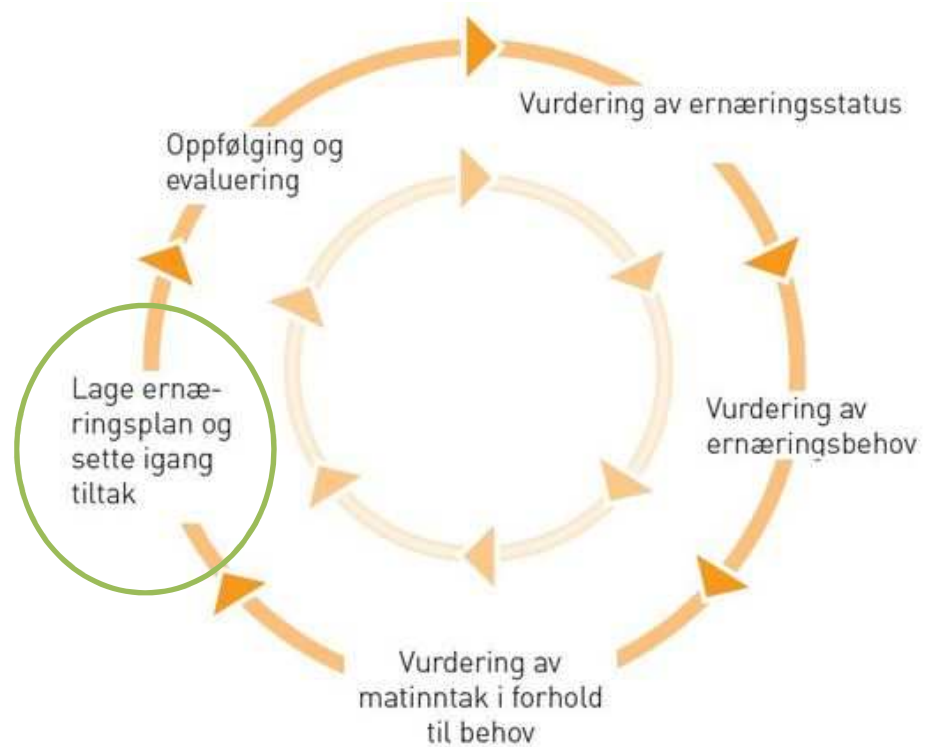 Vurdering av ernæringsstatus
Oppfølging og
evaluering
Lage ernæ-
ringsplan og
sette igang
tiltak
Vurdering av
ernæringsbehov
Vurdering av
matinntak i forhold
til behov